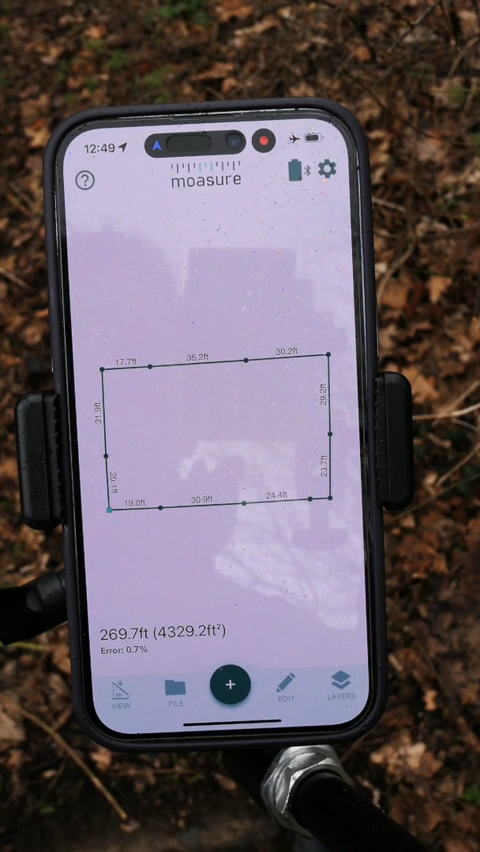 12:49
?
moasure
17.7ft
35.2ft
30.2ft
31.9ft
29.2ft
20.1ft
23.7ft
19.0ft
30.9ft
24.4ft
269.7ft (4329.2ft²)
Error: 0.7%
+
VIEW
FILE
EDIT
LAYERS